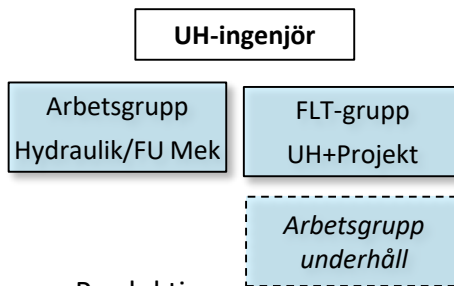 UH-ingenjör
Arbetsgrupp
Hydraulik/FU Mek
FLT-grupp
UH+Projekt
Arbetsgrupp
underhåll